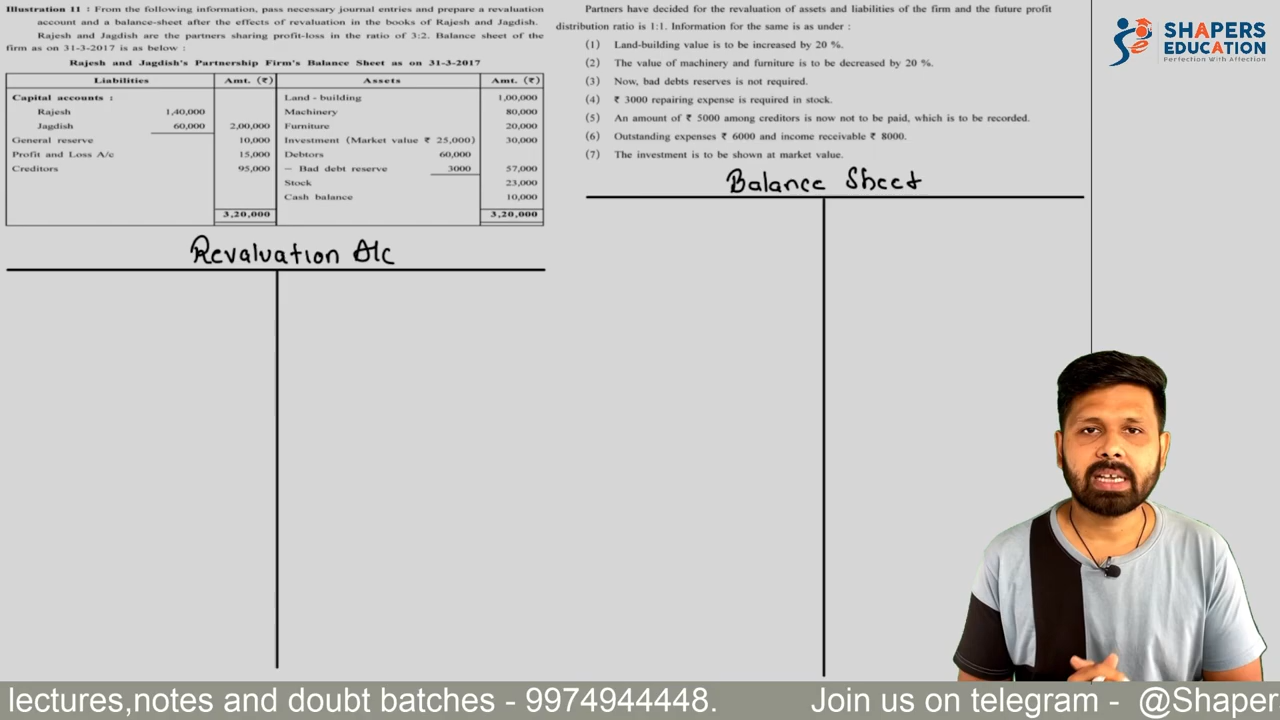 Illustration 11 : From the following information, pass necessary journal entries and prepare a revaluation
account and a balance-sheet after the effects of revaluation in the books of Rajesh and Jagdish.
Rajesh and Jagdish are the partners sharing profit-loss in the ratio of 3:2. Balance sheet of the
firm as on 31-3-2017 is as below :
Rajesh and Jagdish's Partnership Firm's Balance Sheet as on 31-3-2017
Liabilities Amt. (₹) Assets Amt. (₹)
Capital accounts : Land - building 1,00,000
Rajesh 1,40,000 Machinery 80,000
Jagdish 60,000 2,00,000 Furniture 20,000
General reserve 10,000 Investment (Market value ₹ 25,000) 30,000
Profit and Loss A/c 15,000 Debtors 60,000
Creditors 95,000 – Bad debt reserve 3000 57,000
Stock 23,000
Cash balance 10,000
3,20,000 3,20,000
Revaluation A/c
Partners have decided for the revaluation of assets and liabilities of the firm and the future profit
distribution ratio is 1:1. Information for the same is as under :
(1) Land-building value is to be increased by 20 %.
(2) The value of machinery and furniture is to be decreased by 20 %.
(3) Now, bad debts reserves is not required.
(4) ₹ 3000 repairing expense is required in stock.
(5) An amount of ₹ 5000 among creditors is now not to be paid, which is to be recorded.
(6) Outstanding expenses ₹ 6000 and income receivable ₹ 8000.
(7) The investment is to be shown at market value.
Balance Sheet
SHAPERS
EDUCATION
Perfection With Affection
lectures,notes and doubt batches - 9974944448. Join us on telegram - @Shaper